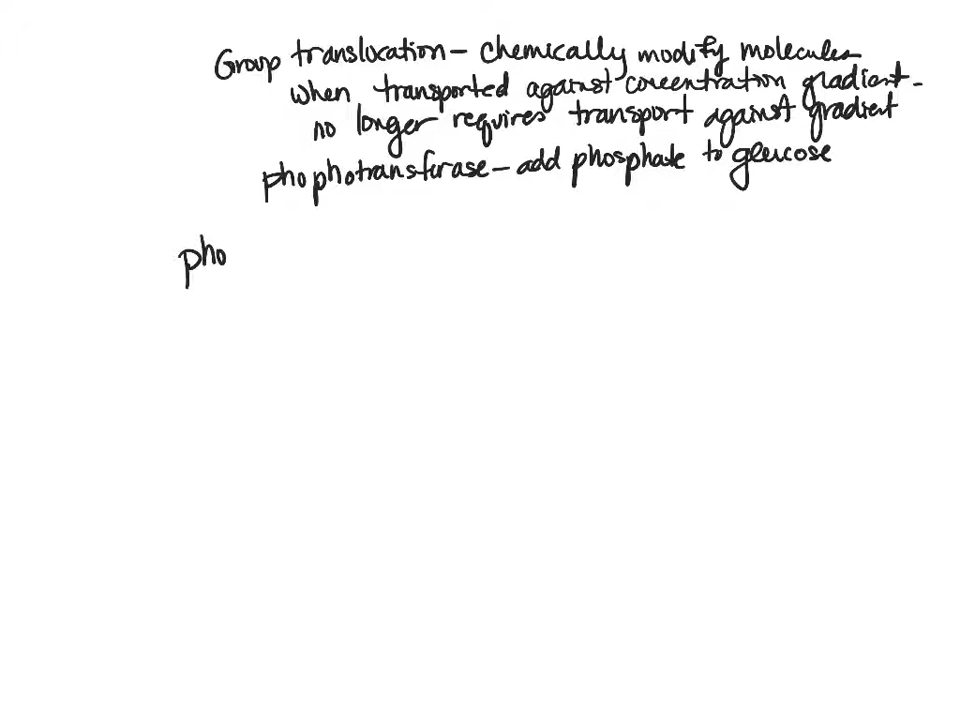 Group translocation - chemically modify molecules
when transported against concentration gradient -
no longer requires transport against gradient
phophotransferase - add phosphate to glucose
pho